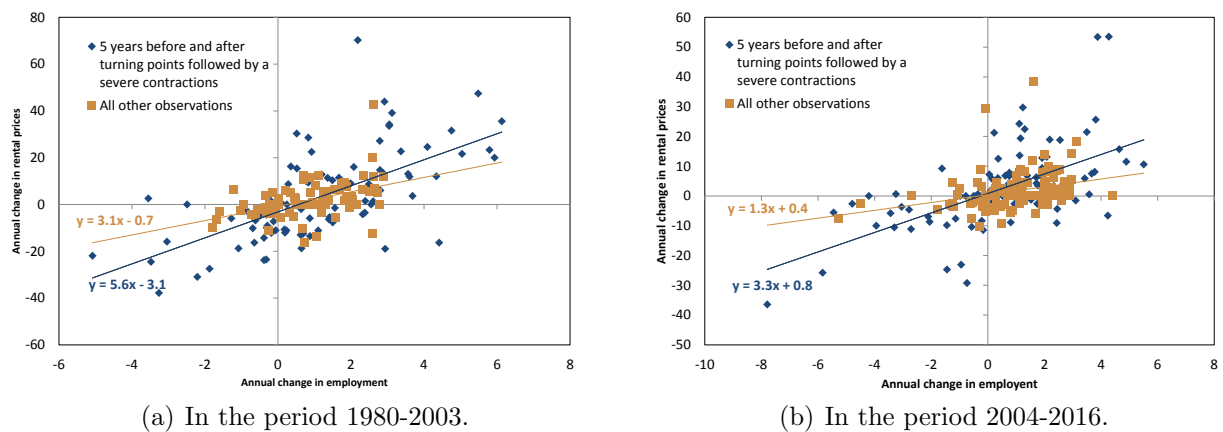 80
60
40
20
0
-20
-40
-60
-6
-4
-2
0
2
4
6
8
Annual change in rental prices
Annual change in employment
5 years before and after
turning points followed by a
severe contractions
All other observations
y = 3.1x - 0.7
y = 5.6x - 3.1
(a) In the period 1980-2003.
60
50
40
30
20
10
0
-10
-20
-30
-40
-50
-10
-8
-6
-4
-2
0
2
4
6
8
Annual change in rental prices
Annual change in employent
5 years before and after
turning points followed by a
severe contractions
All other observations
y = 1.3x + 0.4
y = 3.3x + 0.8
(b) In the period 2004-2016.